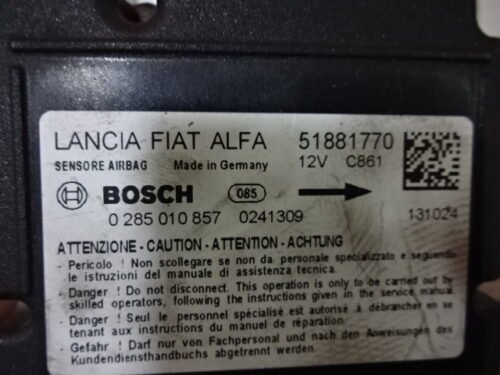 LANCIA FIAT ALFA 51881770
SENSORE AIRBAG Made in Germany 12V C861
BOSCH 085
0 285 010 857 0241309 131024
ATTENZIONE - CAUTION - ATTENTION - ACHTUNG
- Pericolo ! Non scollegare se non da personale specializzato e seguendo
le istruzioni del manuale di assistenza tecnica.
- Danger ! Do not disconnect. This operation is only to be carried out by
skilled operators, following the instructions given in the service manual.
- Danger ! Seul le personnel spécialisé est autorisé à débrancher en se
tenant aux instructions du manuel de réparation.
- Gefahr ! Darf nur von Fachpersonal und nach den Angaben des
Kundendiensthandbuchs abgetrennt werden.